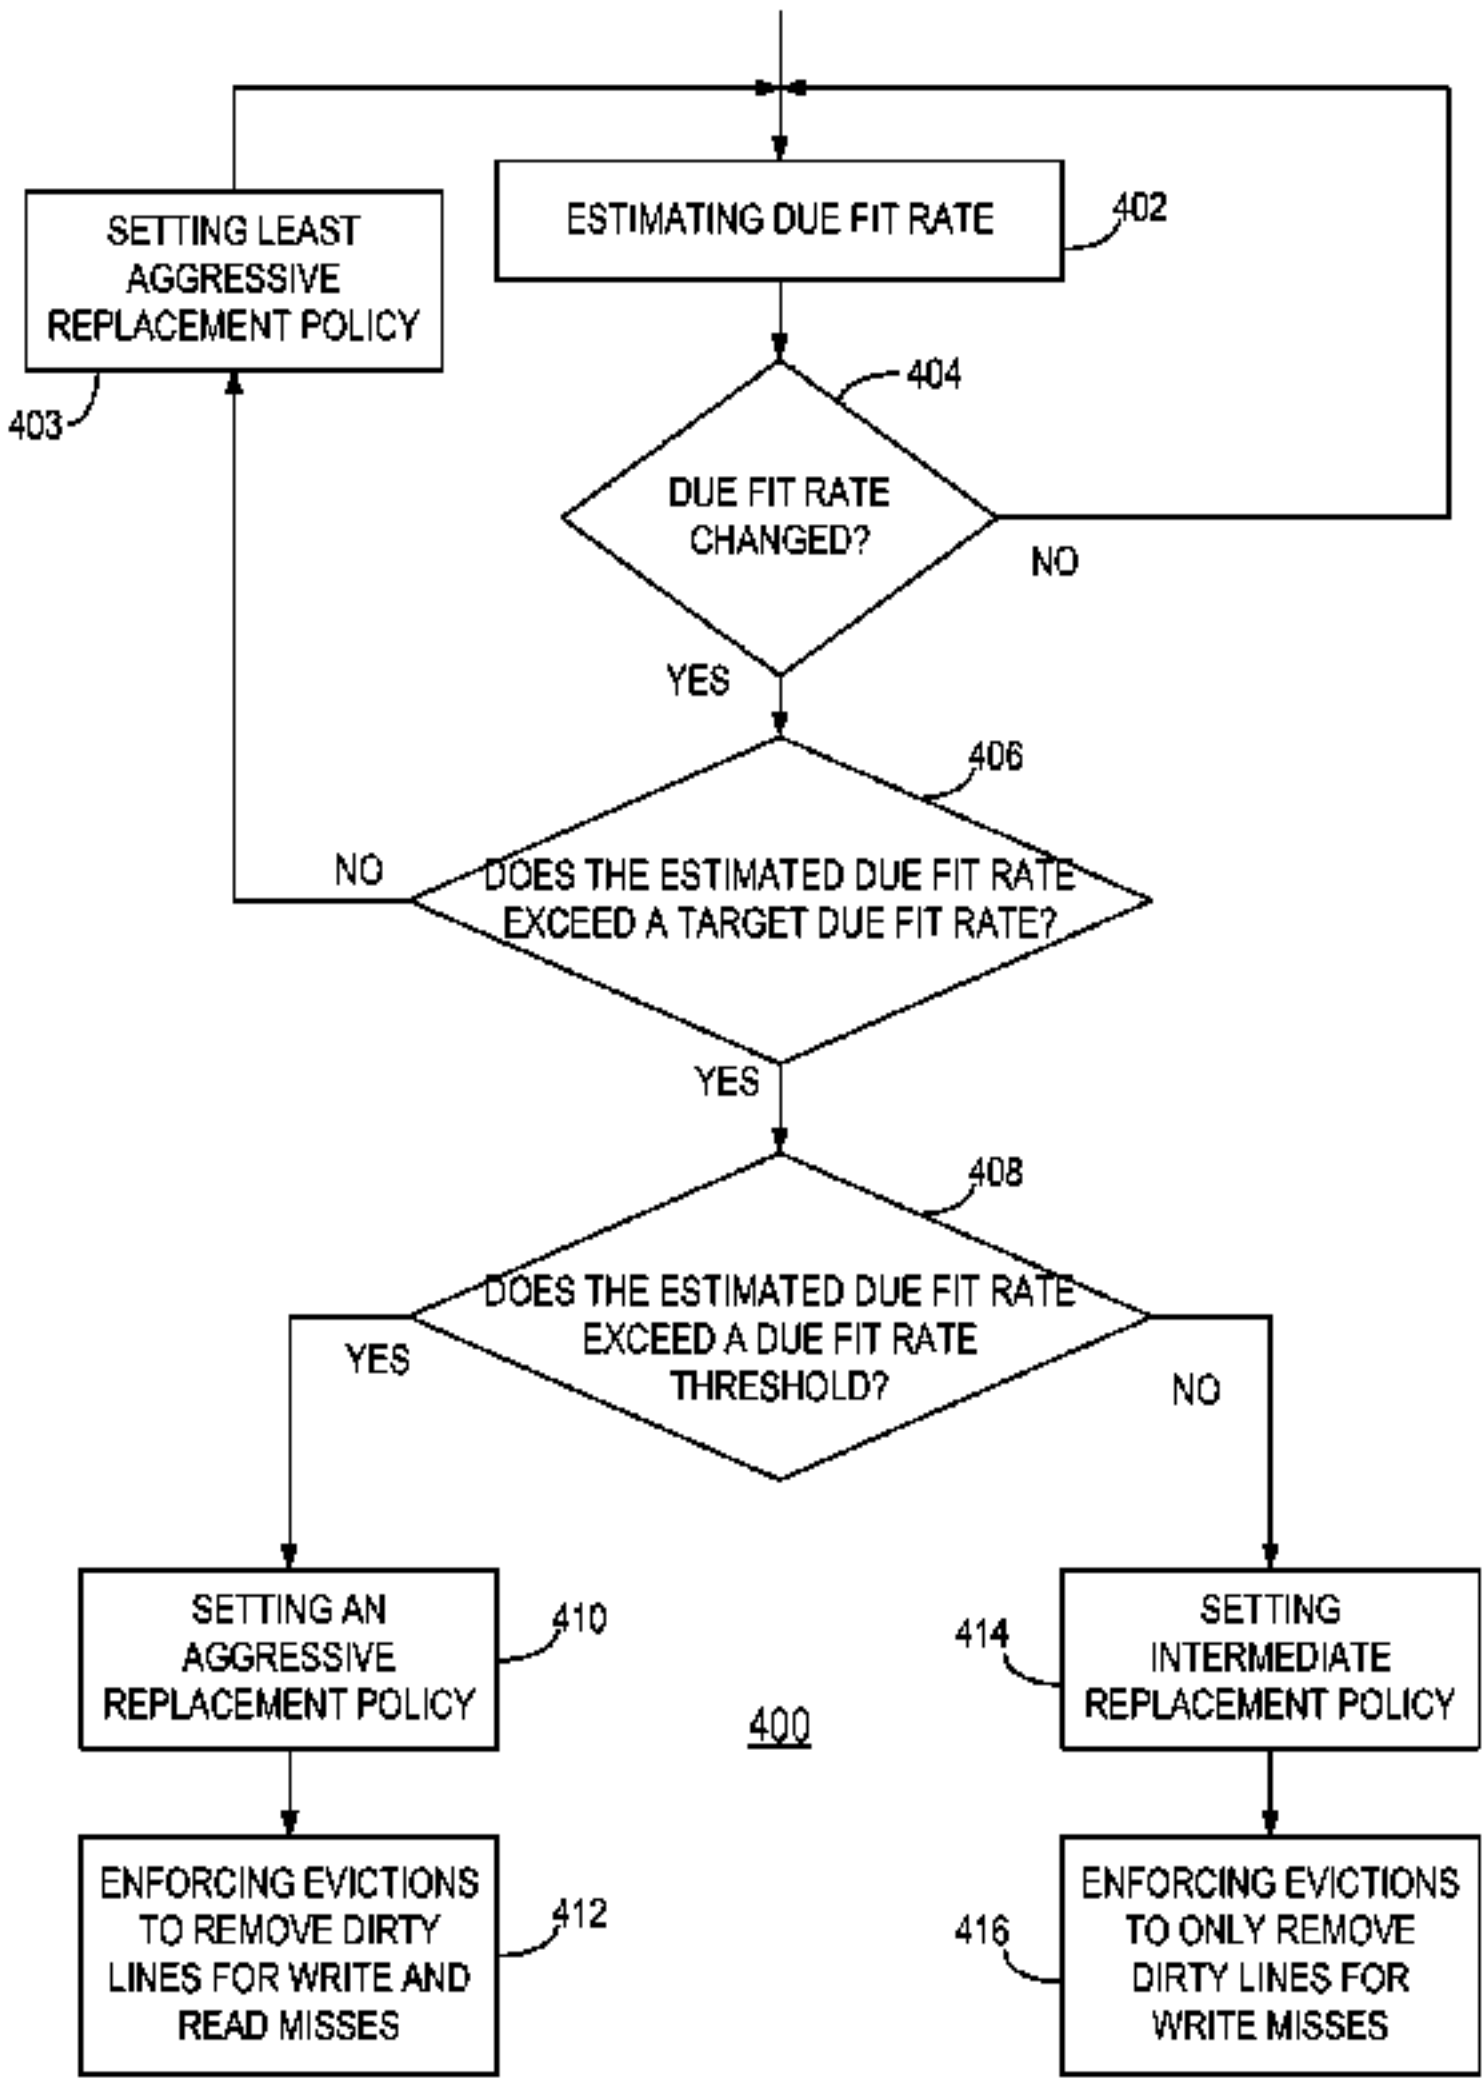 ESTIMATING DUE FIT RATE
402
SETTING LEAST
AGGRESSIVE
REPLACEMENT POLICY
403
404
DUE FIT RATE
CHANGED?
NO
YES
406
NO
DOES THE ESTIMATED DUE FIT RATE
EXCEED A TARGET DUE FIT RATE?
YES
408
DOES THE ESTIMATED DUE FIT RATE
EXCEED A DUE FIT RATE
THRESHOLD?
YES
NO
SETTING AN
AGGRESSIVE
REPLACEMENT POLICY
410
414
SETTING
INTERMEDIATE
REPLACEMENT POLICY
400
ENFORCING EVICTIONS
TO REMOVE DIRTY
LINES FOR WRITE AND
READ MISSES
412
416
ENFORCING EVICTIONS
TO ONLY REMOVE
DIRTY LINES FOR
WRITE MISSES